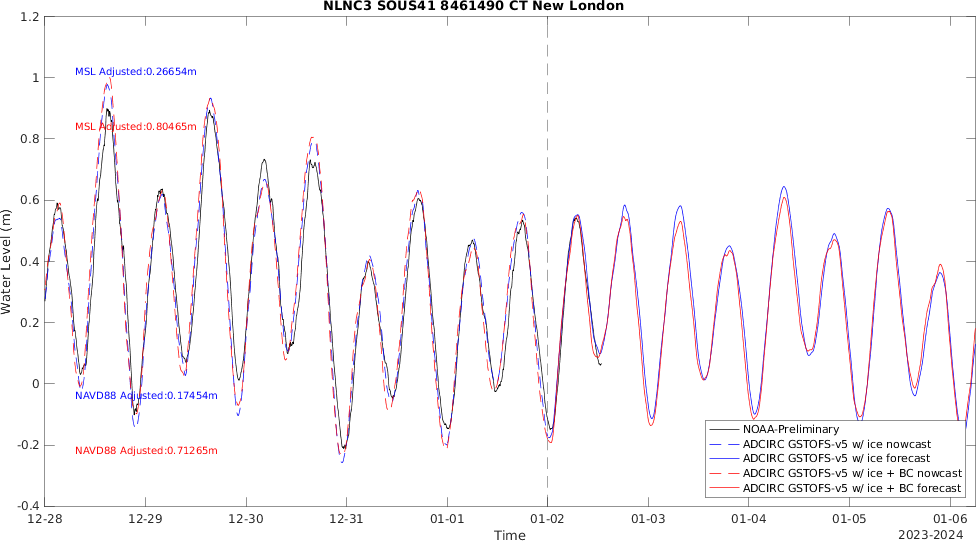 NLNC3 SOUS41 8461490 CT New London
1.2
1
0.8
0.6
0.4
0.2
0
-0.2
-0.4
Water Level (m)
MSL Adjusted:0.26654m
MSL Adjusted:0.80465m
NAVD88 Adjusted:0.17454m
NAVD88 Adjusted:0.71265m
NOAA-Preliminary
ADCIRC GSTOFS-v5 w/ ice nowcast
ADCIRC GSTOFS-v5 w/ ice forecast
ADCIRC GSTOFS-v5 w/ ice + BC nowcast
ADCIRC GSTOFS-v5 w/ ice + BC forecast
12-28 12-29 12-30 12-31 01-01 01-02 01-03 01-04 01-05 01-06
Time
2023-2024